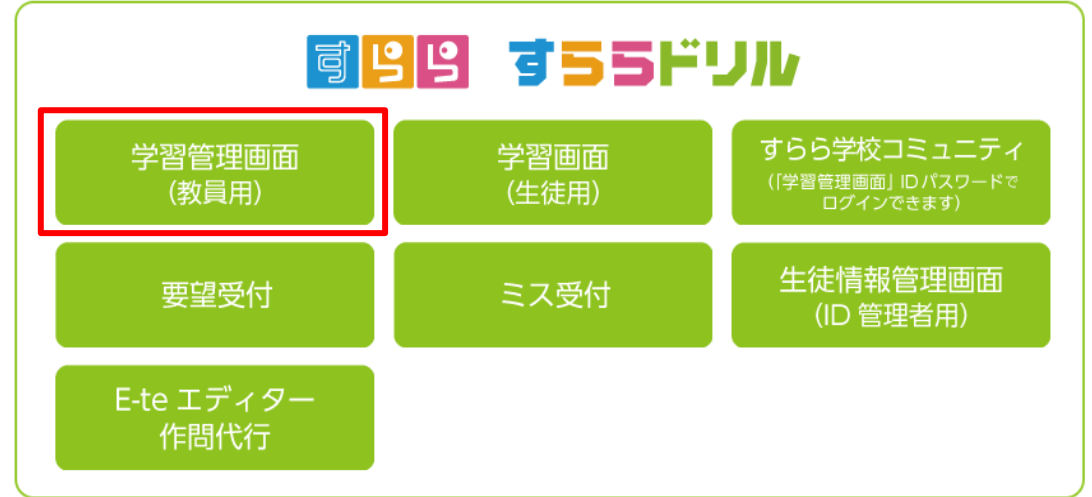 すらら すららドリル
学習管理画面
(教員用)
学習画面
(生徒用)
すらら学校コミュニティ
(「学習管理画面」IDパスワードで
ログインできます)
要望受付
ミス受付
生徒情報管理画面
(ID 管理者用)
E-te エディター
作問代行